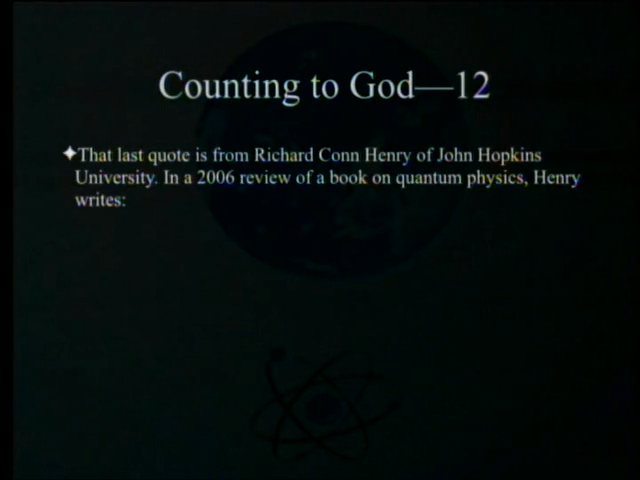 Counting to God—12
✦That last quote is from Richard Conn Henry of John Hopkins
University. In a 2006 review of a book on quantum physics, Henry
writes: